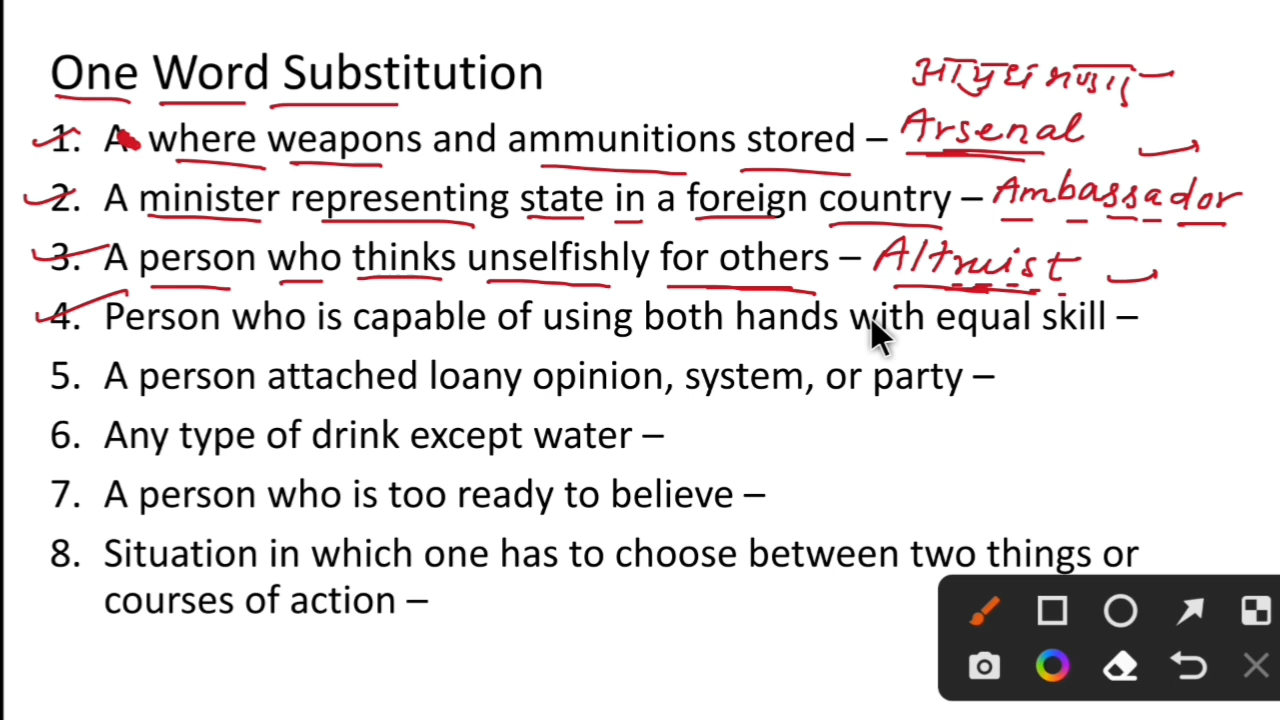 One Word Substitution
1. A where weapons and ammunitions stored – Arsenal
2. A minister representing state in a foreign country – Ambassador
3. A person who thinks unselfishly for others – Altruist
4. Person who is capable of using both hands with equal skill –
5. A person attached loany opinion, system, or party –
6. Any type of drink except water –
7. A person who is too ready to believe –
8. Situation in which one has to choose between two things or
courses of action –